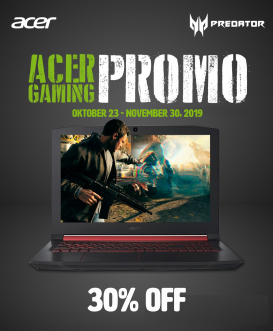 acer PREDATOR
ACER
GAMING
PROMO
OKTOBER 23 - NOVEMBER 30, 2019
30% OFF